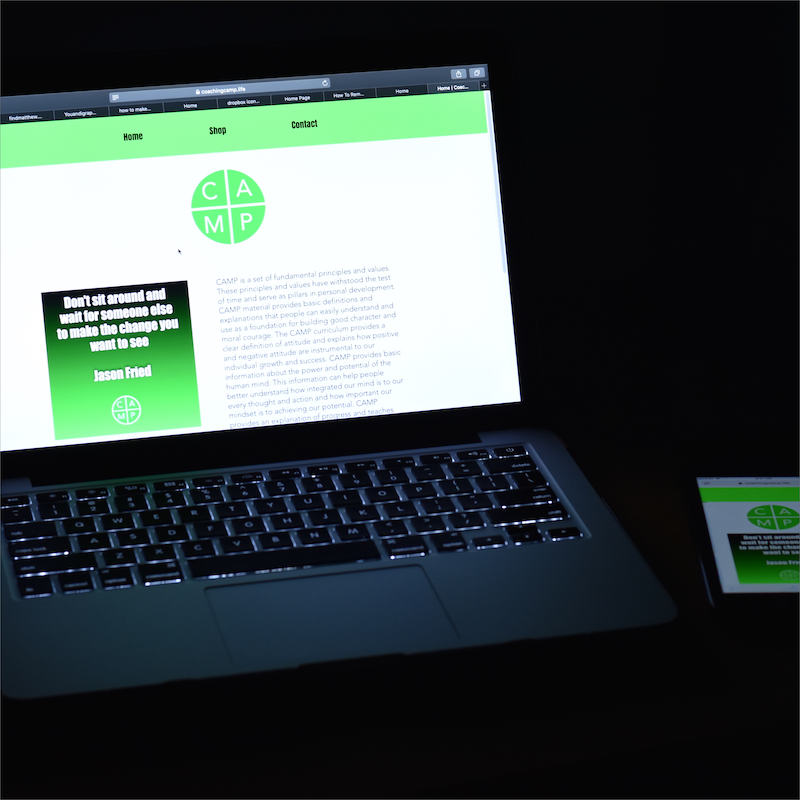 coachingcamp.life
findmatthew... Youandigrap... how to make... Home dropbox icon... Home Page How To Rem... Home Home | Coac...
Home Shop Contact
C A
M P
Don't sit around and
wait for someone else
to make the change you
want to see
Jason Fried
C A
M P
CAMP is a set of fundamental principles and values.
These principles and values have withstood the test
of time and serve as pillars in personal development.
CAMP material provides basic definitions and
explanations that people can easily understand and
use as a foundation for building good character and
moral courage. The CAMP curriculum provides a
clear definition of attitude and explains how positive
and negative attitude are instrumental to our
individual growth and success. CAMP provides basic
information about the power and potential of the
human mind. This information can help people
better understand how integrated our mind is to our
every thought and action and how important our
mindset is to achieving our potential. CAMP
provides an explanation of progress and teaches
Q W E R T Y U I O P
A S D F G H J K L
Z X C V B N M
C A
M P
Don't sit around
wait for someone
to make the cha
want to
Jason Fri